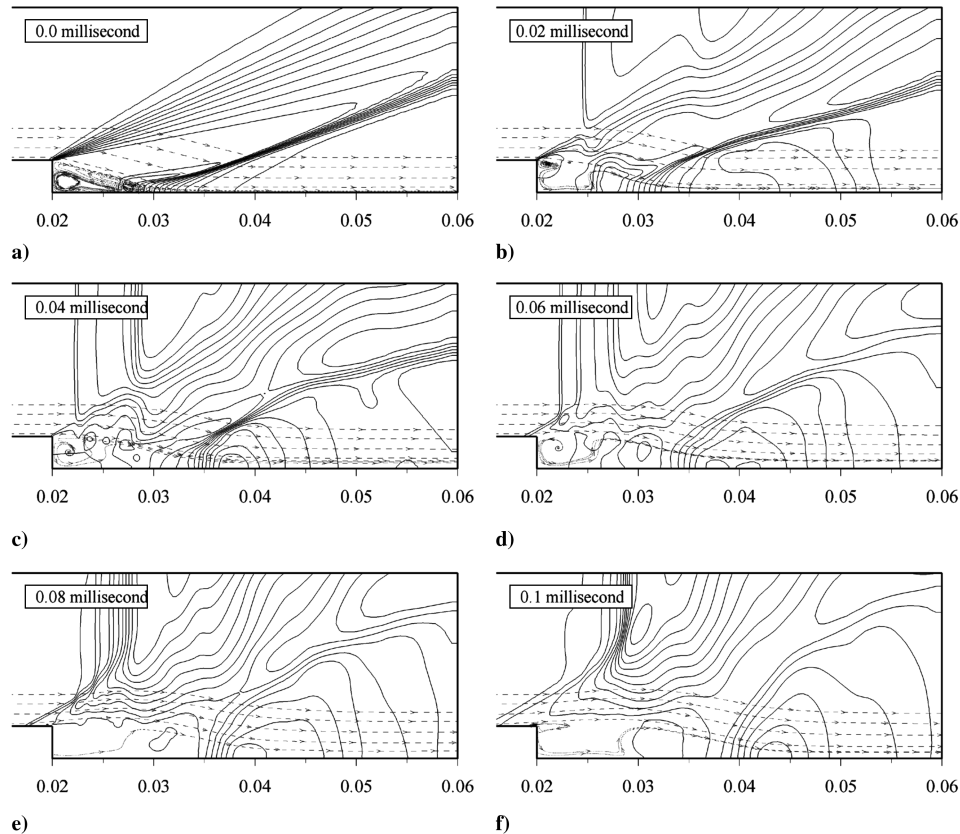 0.0 millisecond
0.02 millisecond
0.02 0.03 0.04 0.05 0.06
0.02 0.03 0.04 0.05 0.06
a)
b)
0.04 millisecond
0.06 millisecond
0.02 0.03 0.04 0.05 0.06
0.02 0.03 0.04 0.05 0.06
c)
d)
0.08 millisecond
0.1 millisecond
0.02 0.03 0.04 0.05 0.06
0.02 0.03 0.04 0.05 0.06
e)
f)